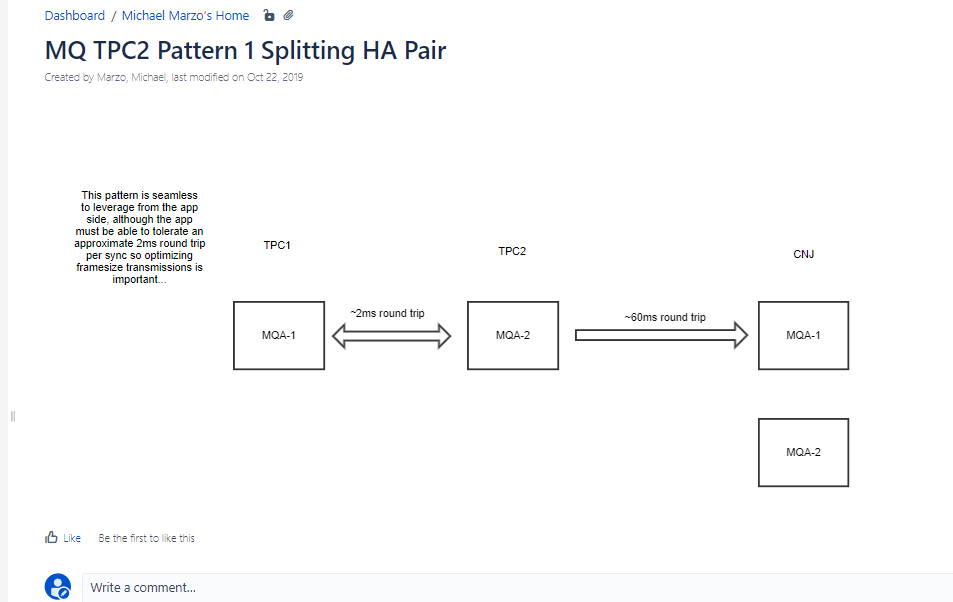 Dashboard / Michael Marzo's Home
MQ TPC2 Pattern 1 Splitting HA Pair
Created by Marzo, Michael, last modified on Oct 22, 2019
This pattern is seamless
to leverage from the app
side, although the app
must be able to tolerate an
approximate 2ms round trip
per sync so optimizing
framesize transmissions is
important...
TPC1
TPC2
CNJ
MQA-1
~2ms round trip
MQA-2
~60ms round trip
MQA-1
MQA-2
Like Be the first to like this
Write a comment...